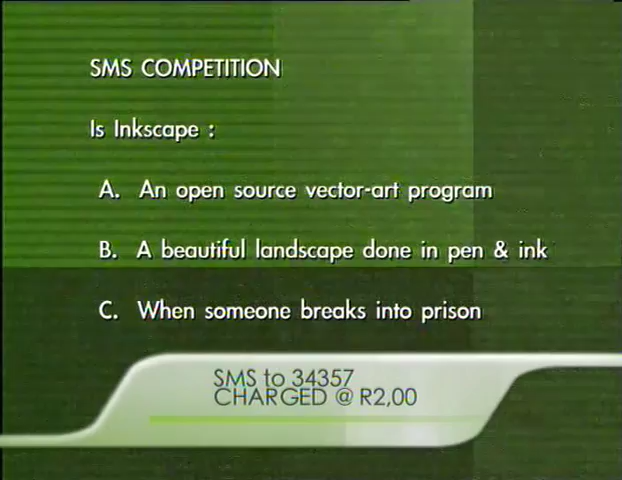 SMS COMPETITION
Is Inkscape :
A. An open source vector-art program
B. A beautiful landscape done in pen & ink
C. When someone breaks into prison
SMS to 34357
CHARGED @ R2,00